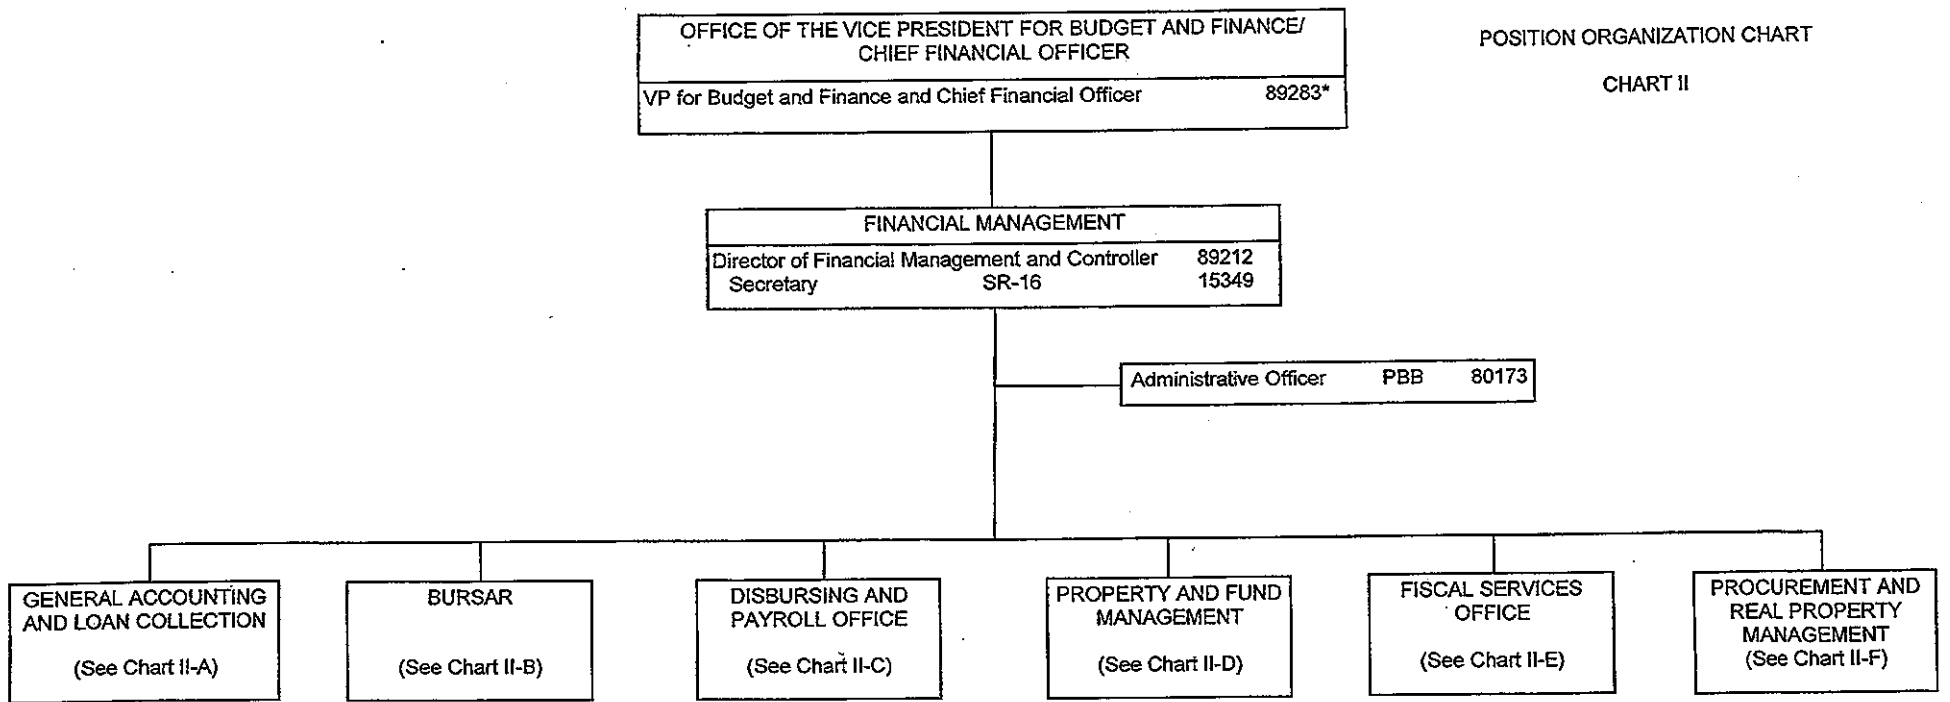 OFFICE OF THE VICE PRESIDENT FOR BUDGET AND FINANCE/
CHIEF FINANCIAL OFFICER
VP for Budget and Finance and Chief Financial Officer 89283*
POSITION ORGANIZATION CHART
CHART II
FINANCIAL MANAGEMENT
Director of Financial Management and Controller 89212
Secretary SR-16 15349
Administrative Officer PBB 80173
GENERAL ACCOUNTING
AND LOAN COLLECTION
(See Chart II-A)
BURSAR
(See Chart II-B)
DISBURSING AND
PAYROLL OFFICE
(See Chart II-C)
PROPERTY AND FUND
MANAGEMENT
(See Chart II-D)
FISCAL SERVICES
OFFICE
(See Chart II-E)
PROCUREMENT AND
REAL PROPERTY
MANAGEMENT
(See Chart II-F)